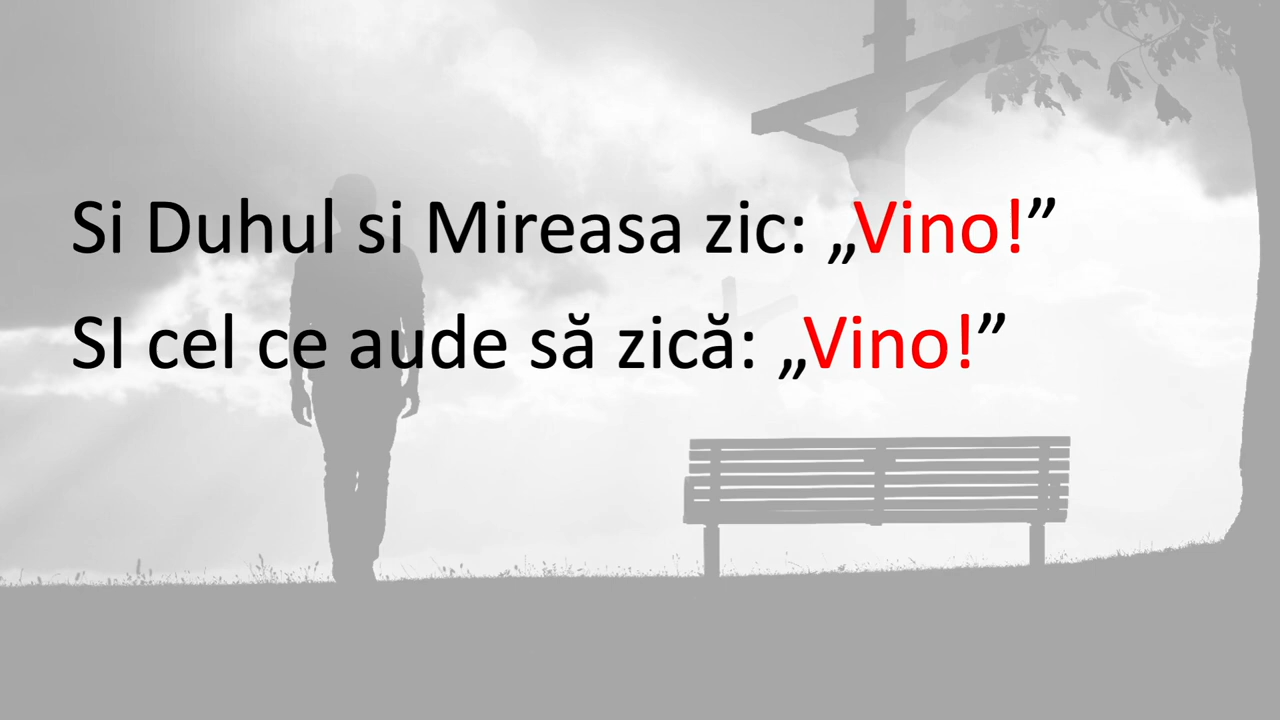 Si Duhul si Mireasa zic: „Vino!”
SI cel ce aude să zică: „Vino!”